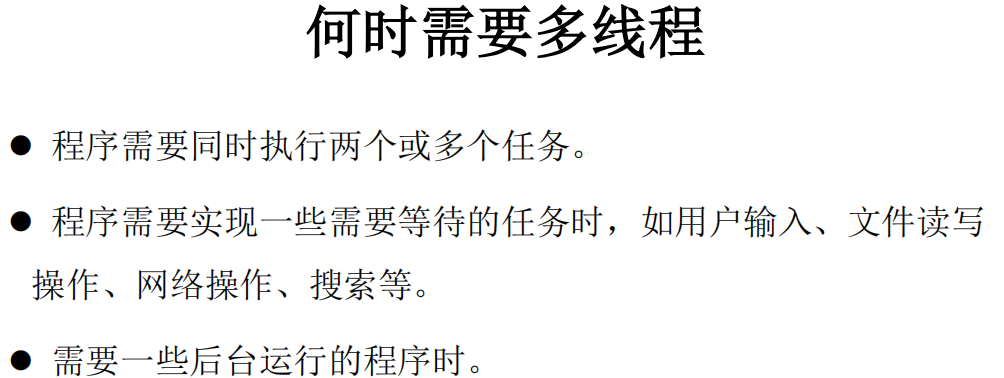 何时需要多线程
● 程序需要同时执行两个或多个任务。
● 程序需要实现一些需要等待的任务时，如用户输入、文件读写
操作、网络操作、搜索等。
● 需要一些后台运行的程序时。